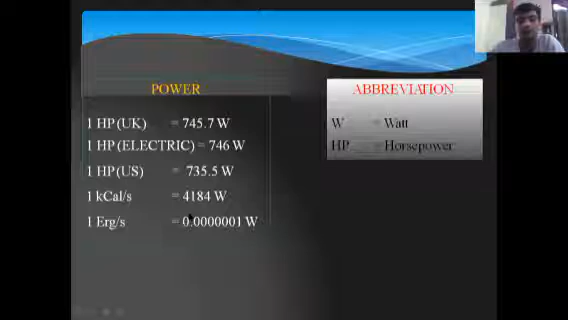 POWER
1 HP (UK) = 745.7 W
1 HP (ELECTRIC) = 746 W
1 HP (US) = 735.5 W
1 kCal/s = 4184 W
1 Erg/s = 0.0000001 W
ABBREVIATION
W = Watt
HP = Horsepower